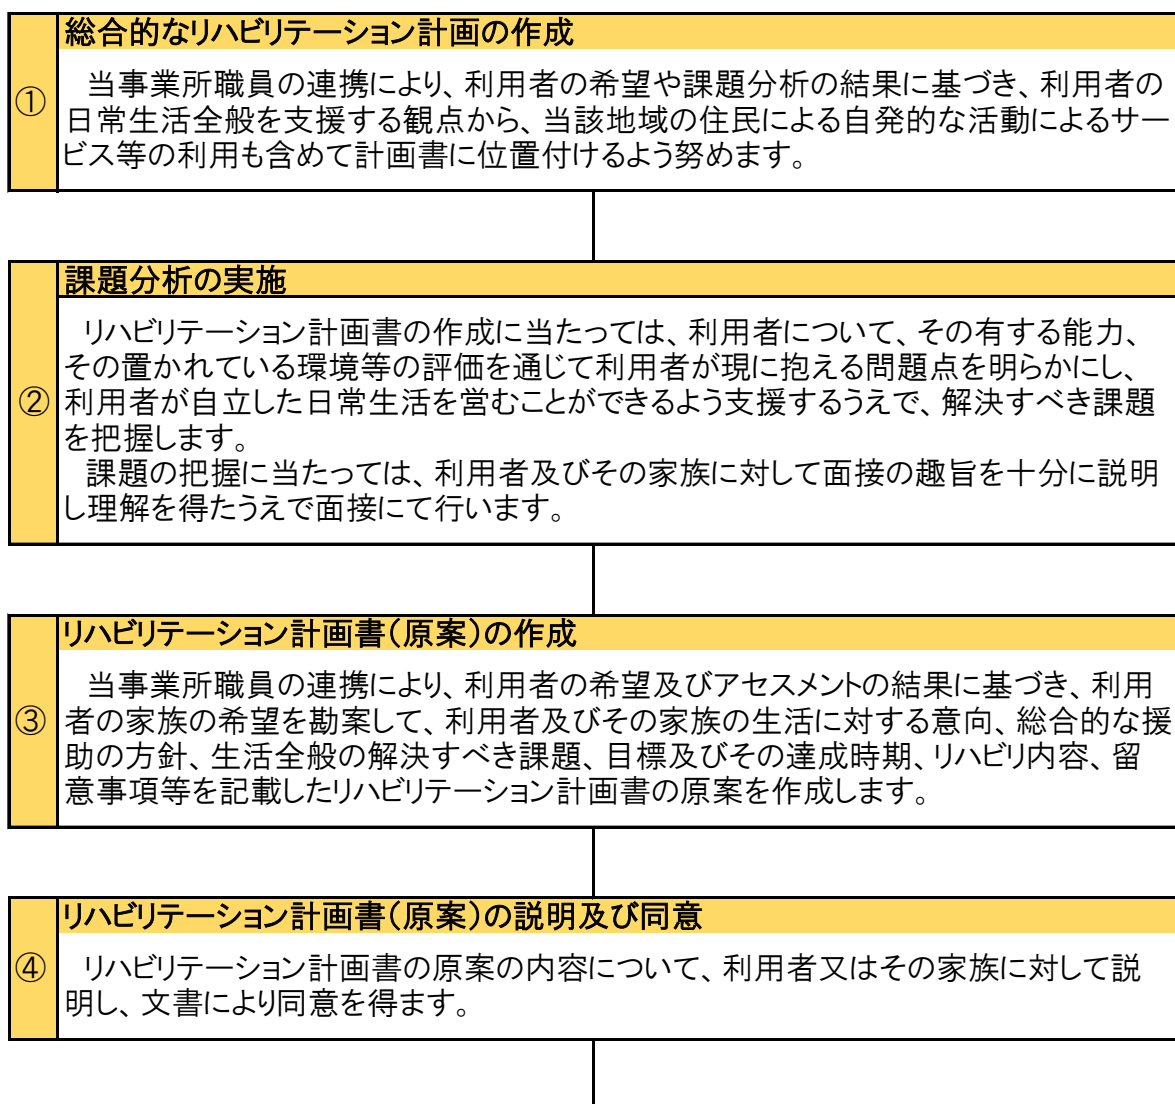 総合的なリハビリテーション計画の作成
①
当事業所職員の連携により、利用者の希望や課題分析の結果に基づき、利用者の
日常生活全般を支援する観点から、当該地域の住民による自発的な活動によるサー
ビス等の利用も含めて計画書に位置付けるよう努めます。
課題分析の実施
②
リハビリテーション計画書の作成に当たっては、利用者について、その有する能力、
その置かれている環境等の評価を通じて利用者が現に抱える問題点を明らかにし、
利用者が自立した日常生活を営むことができるよう支援するうえで、解決すべき課題
を把握します。
課題の把握に当たっては、利用者及びその家族に対して面接の趣旨を十分に説明
し理解を得たうえで面接にて行います。
リハビリテーション計画書（原案）の作成
③
当事業所職員の連携により、利用者の希望及びアセスメントの結果に基づき、利用
者の家族の希望を勘案して、利用者及びその家族の生活に対する意向、総合的な援
助の方針、生活全般の解決すべき課題、目標及びその達成時期、リハビリ内容、留
意事項等を記載したリハビリテーション計画書の原案を作成します。
リハビリテーション計画書（原案）の説明及び同意
④
リハビリテーション計画書の原案の内容について、利用者又はその家族に対して説
明し、文書により同意を得ます。